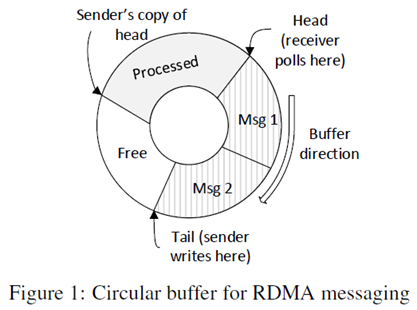 Sender's copy of
head
Head
(receiver
polls here)
Processed
Msg 1
Buffer
direction
Free
Msg 2
Tail (sender
writes here)
Figure 1: Circular buffer for RDMA messaging